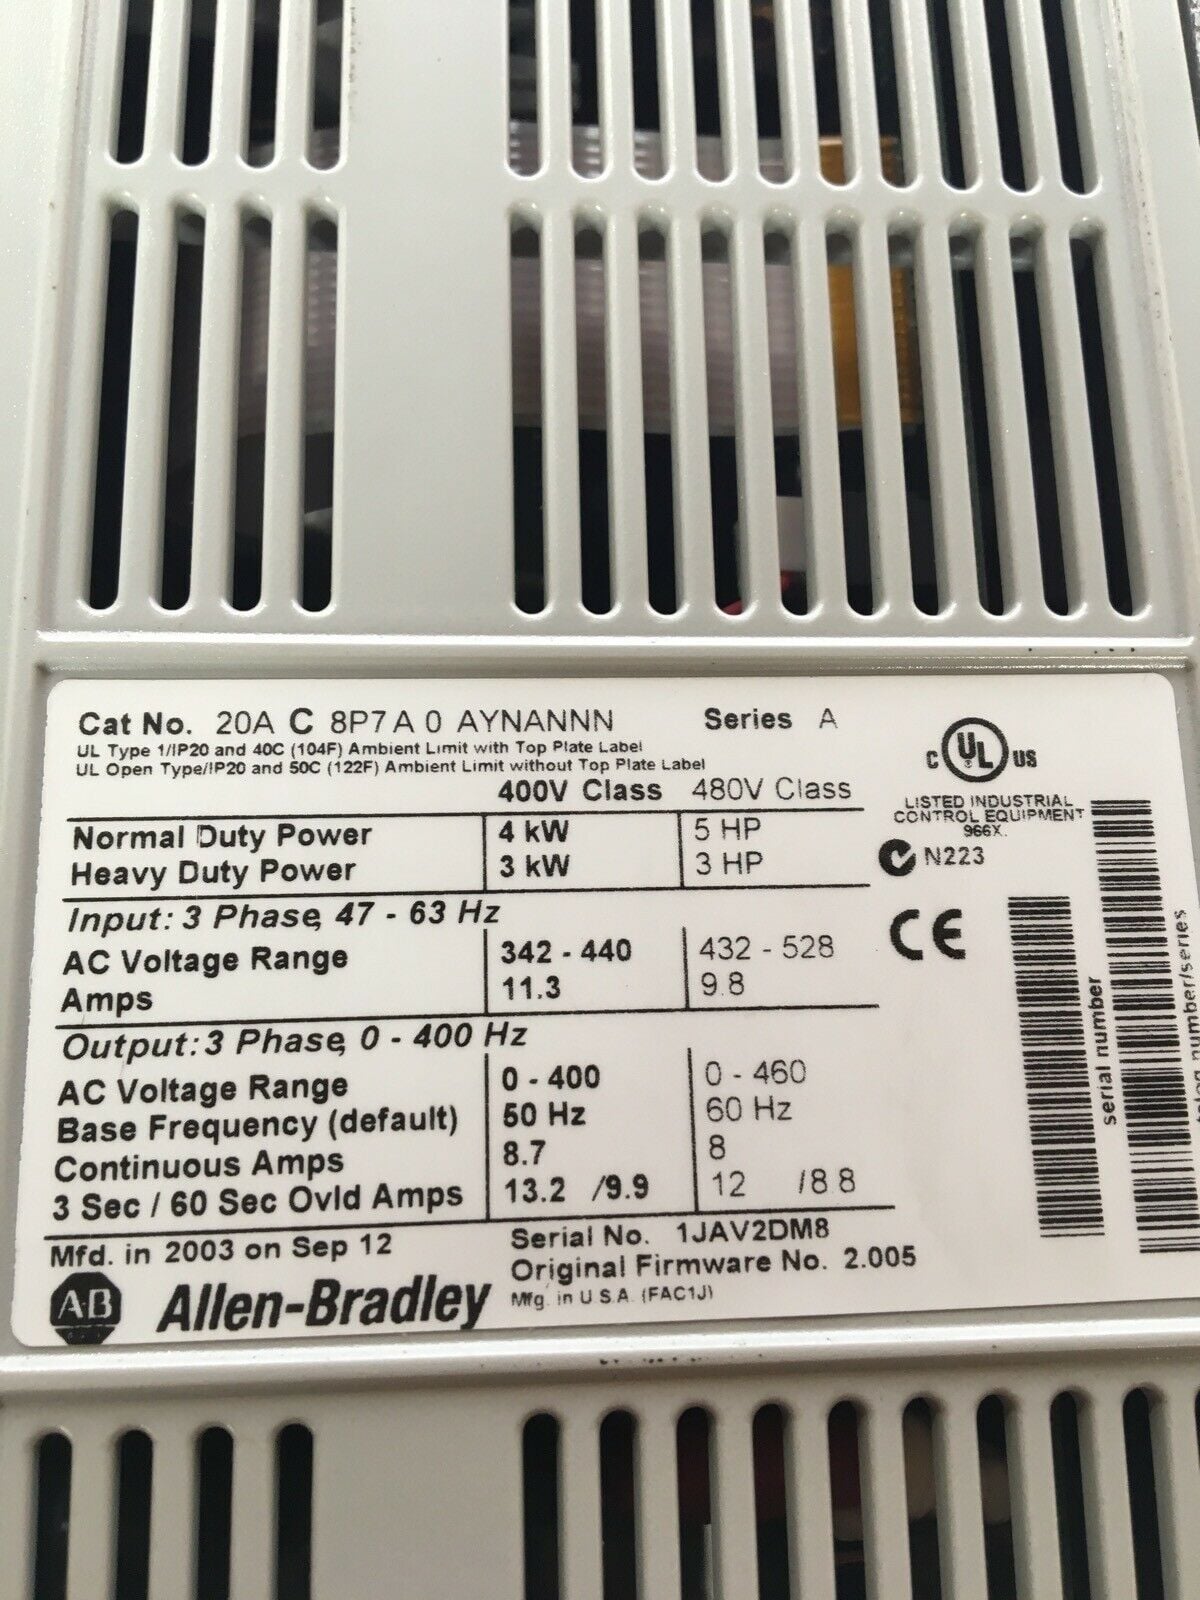 Cat No. 20A C 8P7 A 0 AYNANNN Series A
UL Type 1/IP20 and 40C (104F) Ambient Limit with Top Plate Label
UL Open Type/IP20 and 50C (122F) Ambient Limit without Top Plate Label
400V Class 480V Class
Normal Duty Power 4 kW 5 HP
Heavy Duty Power 3 kW 3 HP
Input: 3 Phase, 47 - 63 Hz
AC Voltage Range 342 - 440 432 - 528
Amps 11.3 9.8
Output: 3 Phase, 0 - 400 Hz
AC Voltage Range 0 - 400 0 - 460
Base Frequency (default) 50 Hz 60 Hz
Continuous Amps 8.7 8
3 Sec / 60 Sec Ovld Amps 13.2 /9.9 12 /8.8
Mfd. in 2003 on Sep 12
Serial No. 1JAV2DM8
Original Firmware No. 2.005
Mfg. in U.S.A. (FAC1J)
AB Allen-Bradley
C UL US
LISTED INDUSTRIAL
CONTROL EQUIPMENT
966X.
N223
CE
serial number
number/series